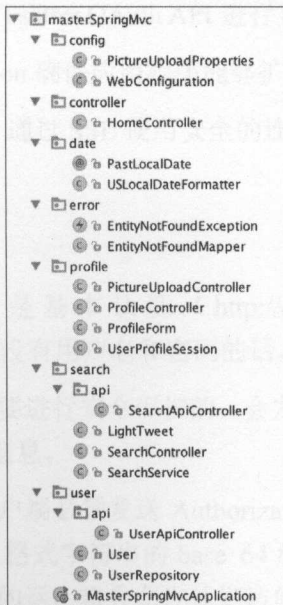 masterSpringMvc
config
PictureUploadProperties
WebConfiguration
controller
HomeController
date
PastLocalDate
USLocalDateFormatter
error
EntityNotFoundException
EntityNotFoundMapper
profile
PictureUploadController
ProfileController
ProfileForm
UserProfileSession
search
api
SearchApiController
LightTweet
SearchController
SearchService
user
api
UserApiController
User
UserRepository
MasterSpringMvcApplication